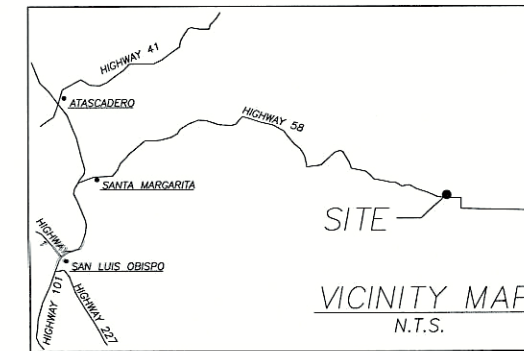 HIGHWAY 41
ATASCADERO
HIGHWAY 58
SANTA MARGARITA
SITE
HIGHWAY
1
SAN LUIS OBISPO
HIGHWAY 101
HIGHWAY 227
VICINITY MAP
N.T.S.